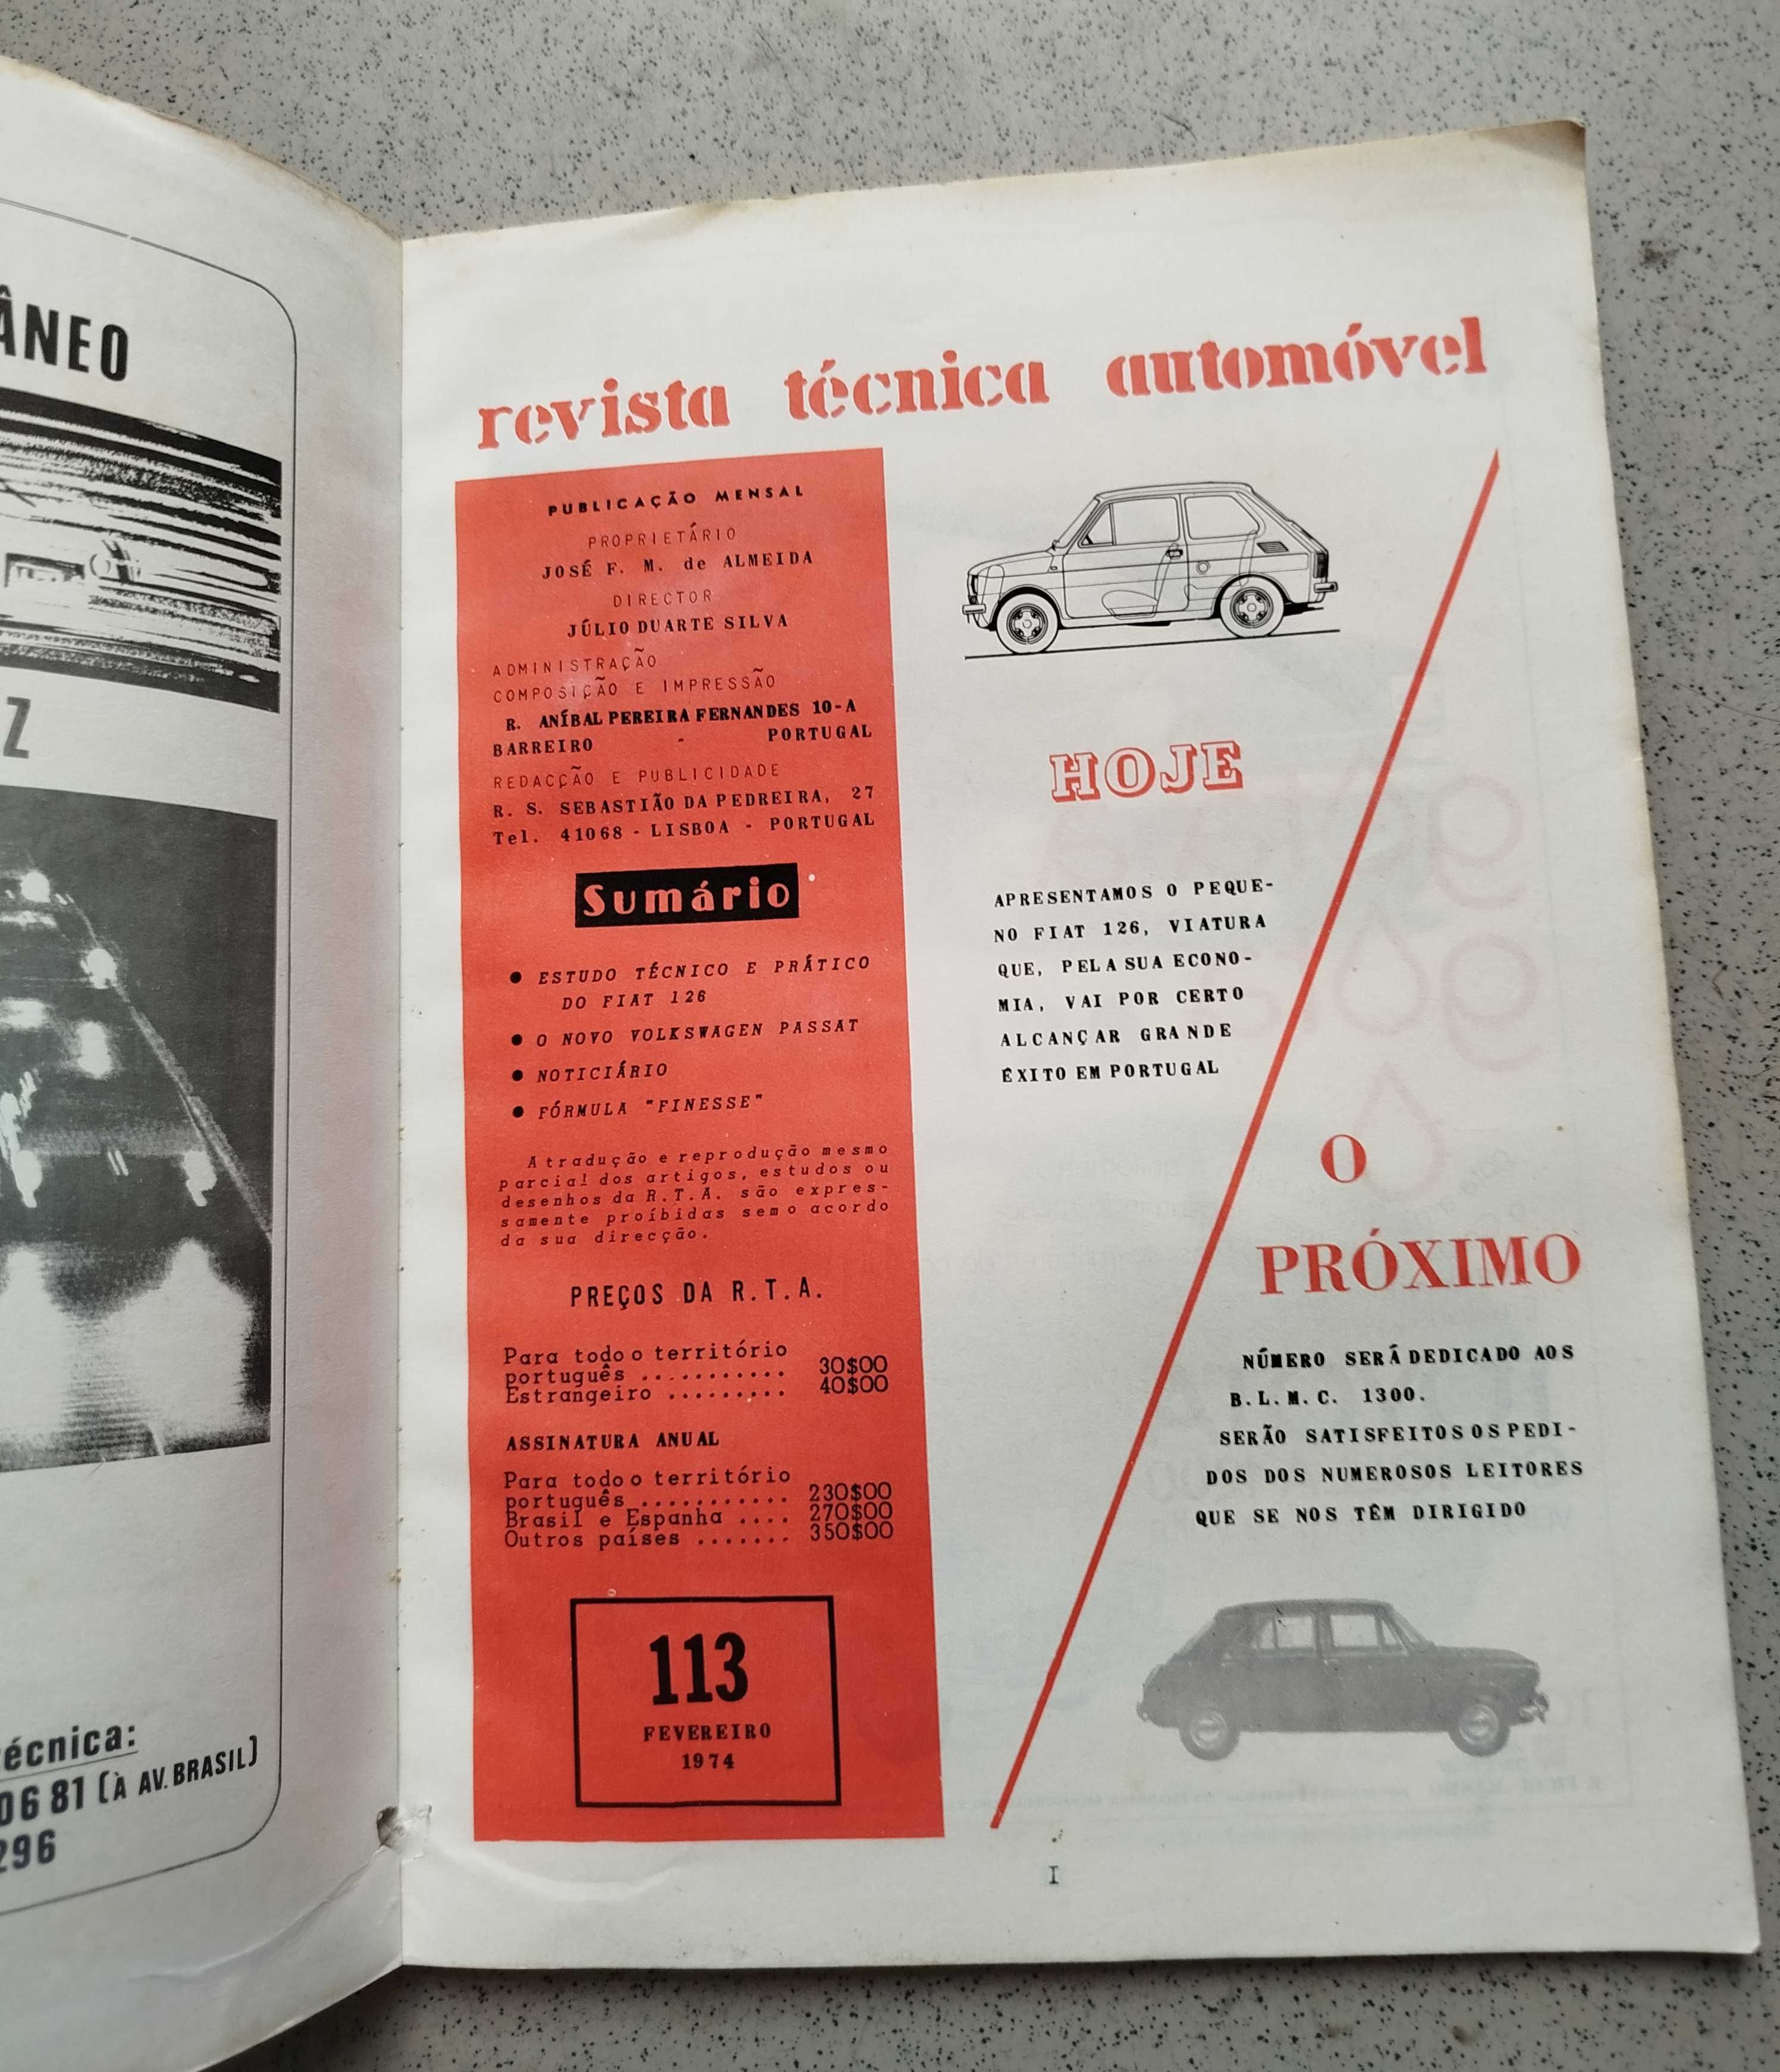 ÂNEO
Z
écnica:
06 81 (À AV. BRASIL)
296
revista técnica automóvel
PUBLICAÇÃO MENSAL
PROPRIETÁRIO
JOSÉ F. M. de ALMEIDA
DIRECTOR
JÚLIO DUARTE SILVA
ADMINISTRAÇÃO
COMPOSIÇÃO E IMPRESSÃO
R. ANÍBAL PEREIRA FERNANDES 10-A
BARREIRO - PORTUGAL
REDACÇÃO E PUBLICIDADE
R. S. SEBASTIÃO DA PEDREIRA, 27
Tel. 41068 - LISBOA - PORTUGAL
Sumário
● ESTUDO TÉCNICO E PRÁTICO
DO FIAT 126
● O NOVO VOLKSWAGEN PASSAT
● NOTICIÁRIO
● FÓRMULA "FINESSE"
A tradução e reprodução mesmo
parcial dos artigos, estudos ou
desenhos da R.T.A. são expres-
samente proíbidas sem o acordo
da sua direcção.
PREÇOS DA R.T.A.
Para todo o território
português ........... 30$00
Estrangeiro ......... 40$00
ASSINATURA ANUAL
Para todo o território
português ........... 230$00
Brasil e Espanha .... 270$00
Outros países ....... 350$00
113
FEVEREIRO
1974
HOJE
APRESENTAMOS O PEQUE-
NO FIAT 126, VIATURA
QUE, PELA SUA ECONO-
MIA, VAI POR CERTO
ALCANÇAR GRANDE
ÊXITO EM PORTUGAL
O
PRÓXIMO
NÚMERO SERÁ DEDICADO AOS
B.L.M.C. 1300.
SERÃO SATISFEITOS OS PEDI-
DOS DOS NUMEROSOS LEITORES
QUE SE NOS TÊM DIRIGIDO
I